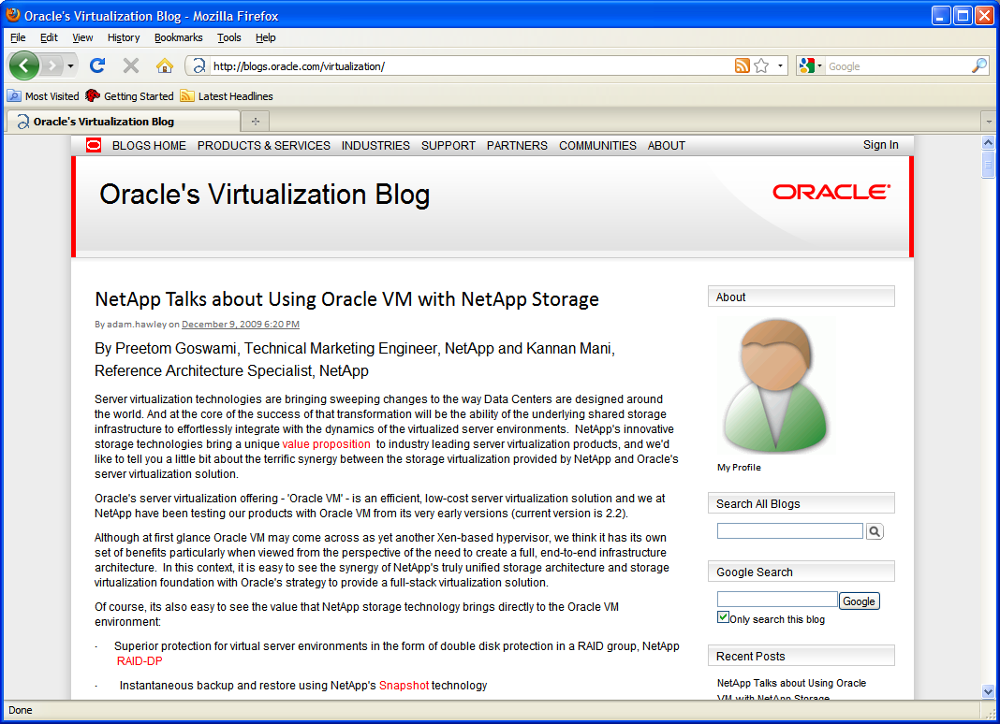 Oracle's Virtualization Blog - Mozilla Firefox
File Edit View History Bookmarks Tools Help
http://blogs.oracle.com/virtualization/
Google
Most Visited Getting Started Latest Headlines
Oracle's Virtualization Blog
BLOGS HOME PRODUCTS & SERVICES INDUSTRIES SUPPORT PARTNERS COMMUNITIES ABOUT Sign In
Oracle's Virtualization Blog
ORACLE®
NetApp Talks about Using Oracle VM with NetApp Storage
By adam.hawley on December 9, 2009 6:20 PM
By Preetom Goswami, Technical Marketing Engineer, NetApp and Kannan Mani,
Reference Architecture Specialist, NetApp
Server virtualization technologies are bringing sweeping changes to the way Data Centers are designed around
the world. And at the core of the success of that transformation will be the ability of the underlying shared storage
infrastructure to effortlessly integrate with the dynamics of the virtualized server environments. NetApp's innovative
storage technologies bring a unique value proposition to industry leading server virtualization products, and we'd
like to tell you a little bit about the terrific synergy between the storage virtualization provided by NetApp and Oracle's
server virtualization solution.
Oracle's server virtualization offering - 'Oracle VM' - is an efficient, low-cost server virtualization solution and we at
NetApp have been testing our products with Oracle VM from its very early versions (current version is 2.2).
Although at first glance Oracle VM may come across as yet another Xen-based hypervisor, we think it has its own
set of benefits particularly when viewed from the perspective of the need to create a full, end-to-end infrastructure
architecture. In this context, it is easy to see the synergy of NetApp's truly unified storage architecture and storage
virtualization foundation with Oracle's strategy to provide a full-stack virtualization solution.
Of course, its also easy to see the value that NetApp storage technology brings directly to the Oracle VM
environment:
· Superior protection for virtual server environments in the form of double disk protection in a RAID group, NetApp
RAID-DP
· Instantaneous backup and restore using NetApp's Snapshot technology
About
My Profile
Search All Blogs
Google Search
Google
Only search this blog
Recent Posts
NetApp Talks about Using Oracle
VM with NetApp Storage
Done